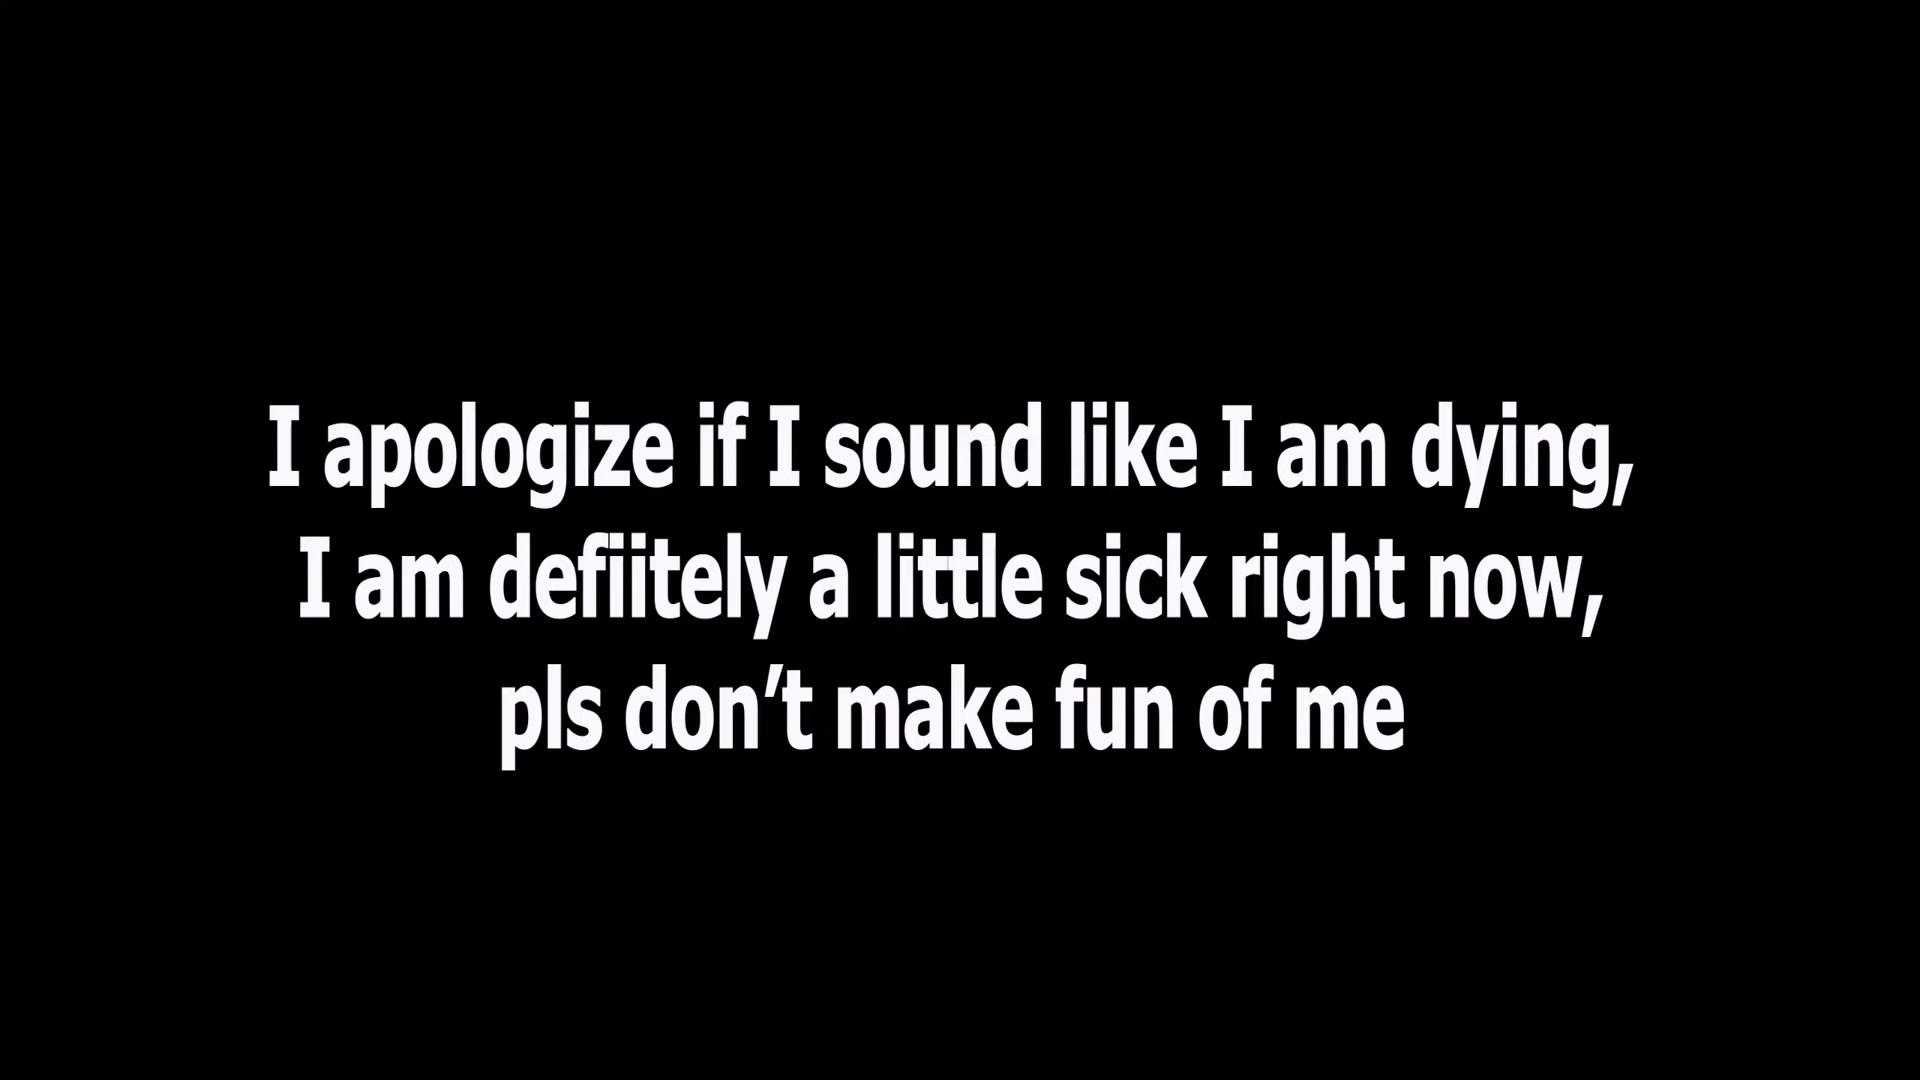 I apologize if I sound like I am dying,
I am defiitely a little sick right now,
pls don’t make fun of me